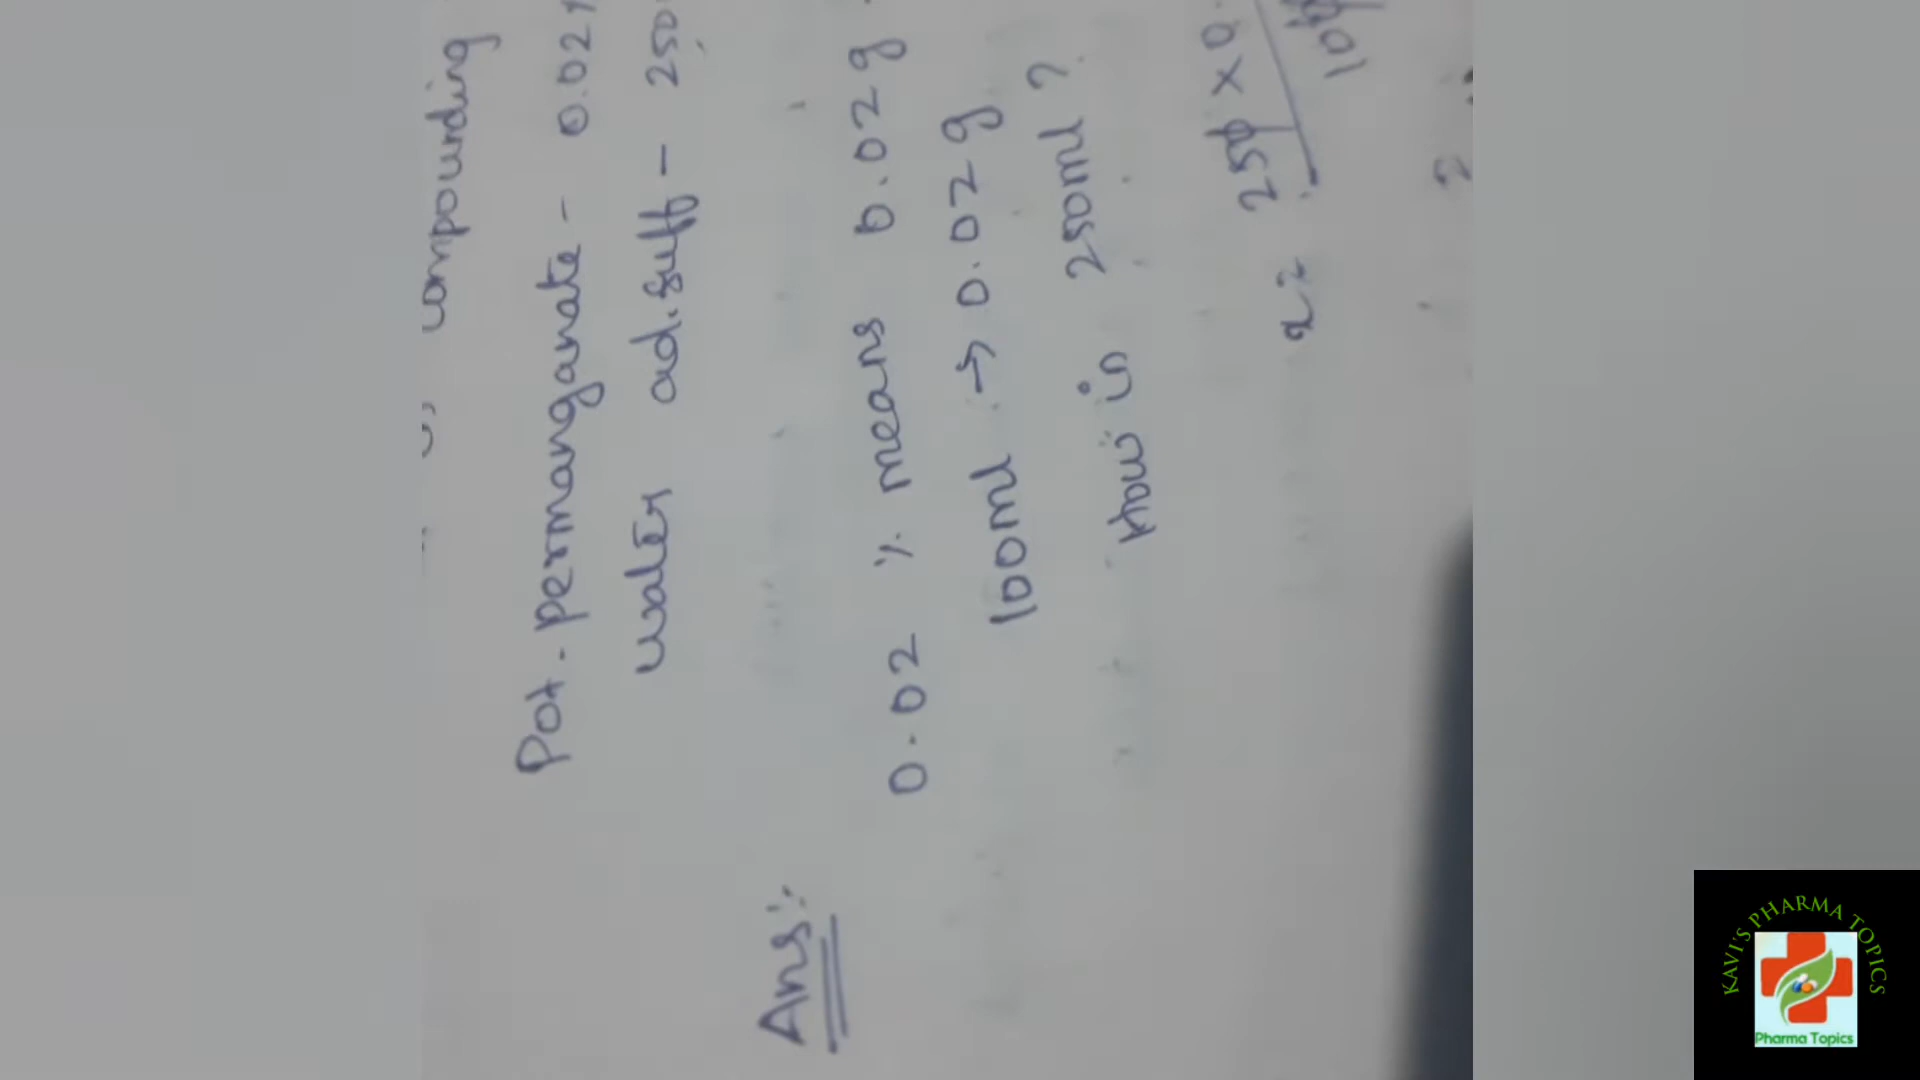 compounding
Pot. permanganate - 0.02%
water ad. suff - 250
Ans:
0.02 % means 0.02 g
100ml → 0.02 g
how in 250ml ?
x = 250 × 0.
100
KAVI'S PHARMA TOPICS
Pharma Topics